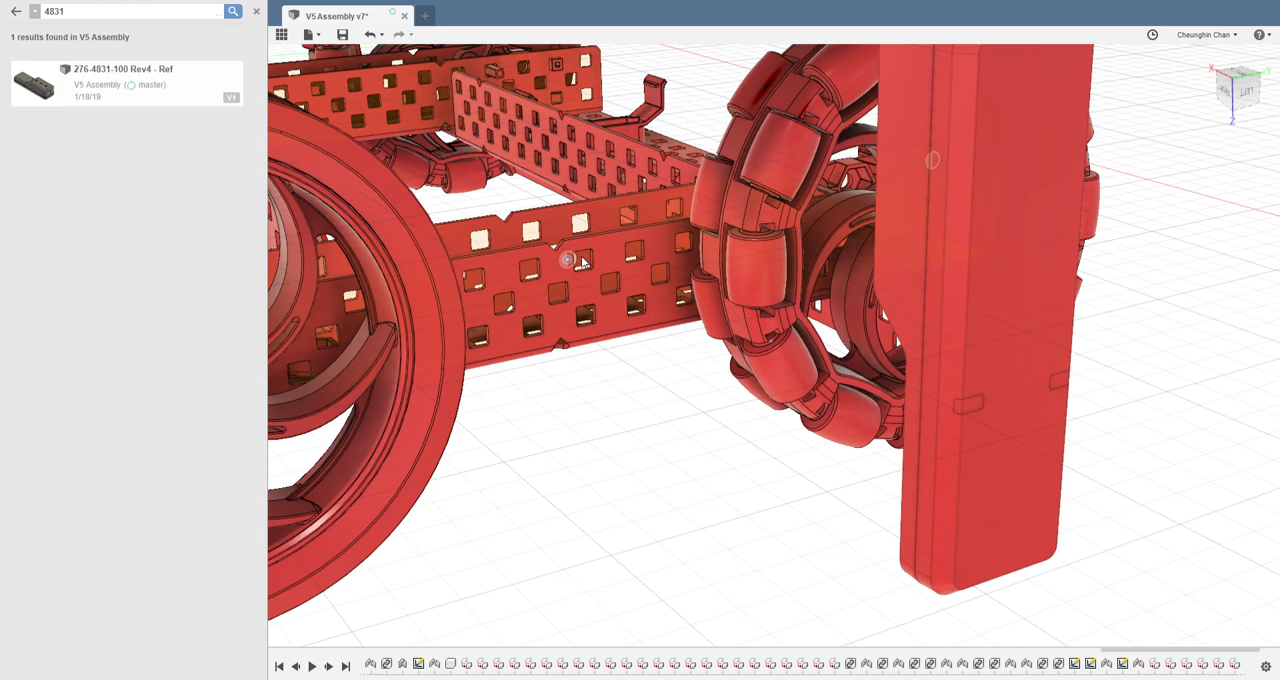 4831
V5 Assembly v7*
1 results found in V5 Assembly
Cheunghin Chan
276-4831-100 Rev4 - Ref
V5 Assembly ( master)
1/18/19
V1
X
Y
LEFT
Z